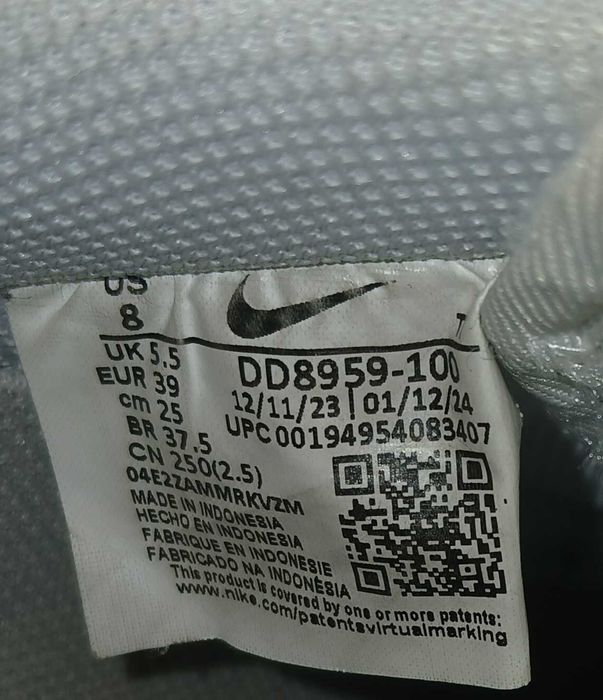 US
8
UK 5.5
EUR 39
cm 25
BR 37.5
CN 250(2.5)
DD8959-100
12/11/23 | 01/12/24
UPC 00194954083407
04E2ZAMMRKVZM
MADE IN INDONESIA
HECHO EN INDONESIA
FABRIQUE EN INDONESIE
FABRICADO NA INDONÉSIA
This product is covered by one or more patents:
www.nike.com/patentsvirtualmarking